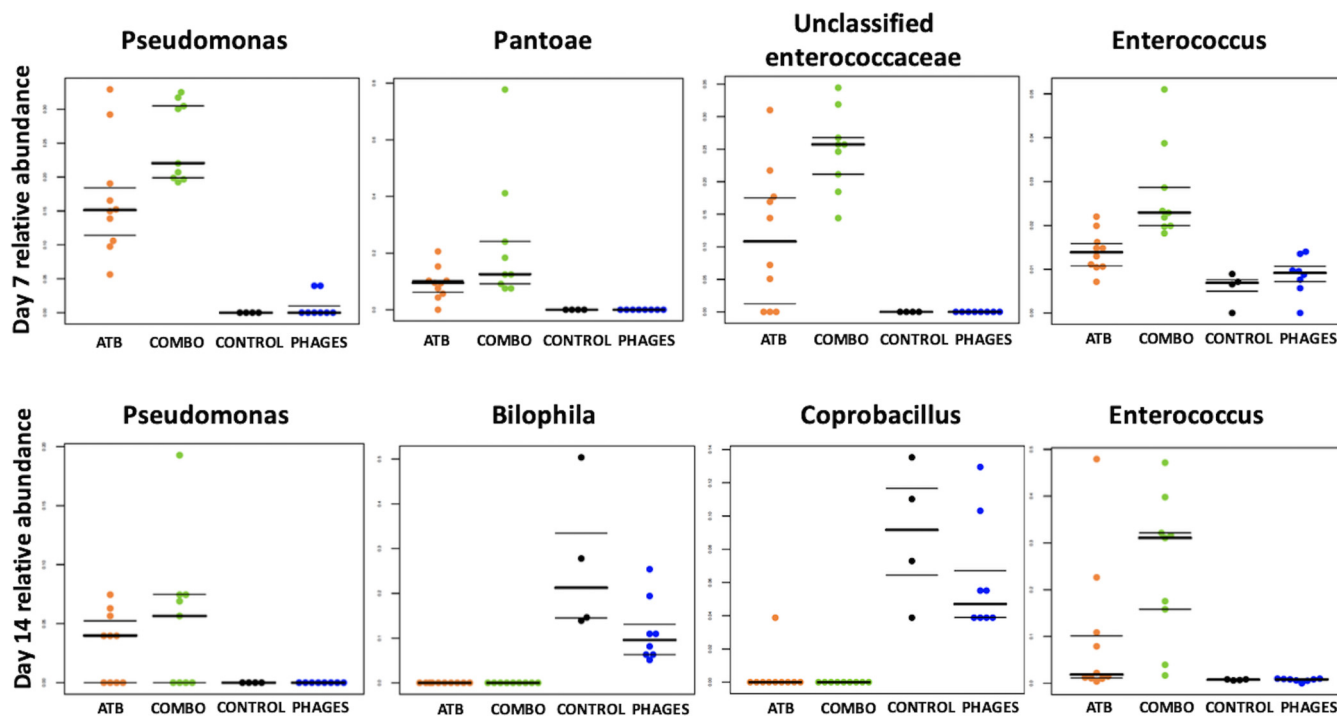 Pseudomonas
Pantoae
Unclassified
enterococcaceae
Enterococcus
Day 7 relative abundance
ATB COMBO CONTROL PHAGES
ATB COMBO CONTROL PHAGES
ATB COMBO CONTROL PHAGES
ATB COMBO CONTROL PHAGES
Pseudomonas
Bilophila
Coprobacillus
Enterococcus
Day 14 relative abundance
ATB COMBO CONTROL PHAGES
ATB COMBO CONTROL PHAGES
ATB COMBO CONTROL PHAGES
ATB COMBO CONTROL PHAGES